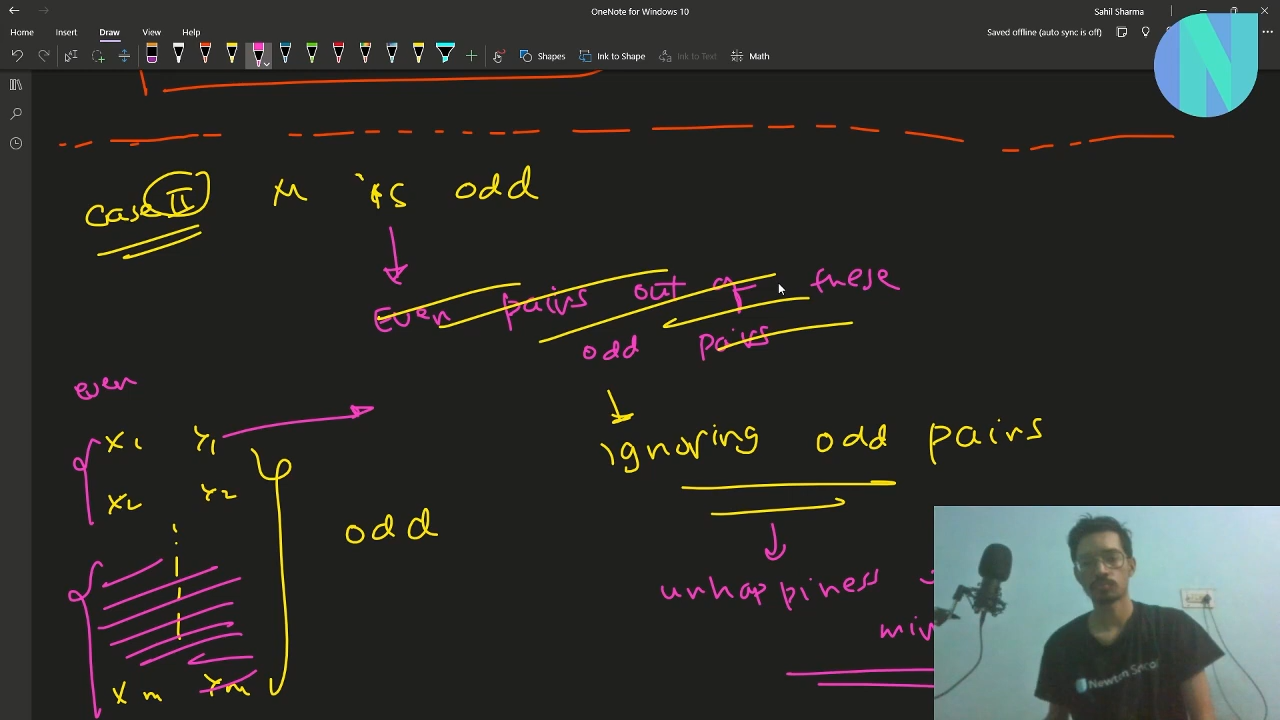 OneNote for Windows 10
Sahil Sharma
Home Insert Draw View Help
Saved offline (auto sync is off)
Shapes Ink to Shape Ink to Text Math
case II M is odd
Even pairs out of these
odd pairs
even
X1 Y1
ignoring odd pairs
X2 Y2
odd
unhappiness
Xm Ym
Newton School